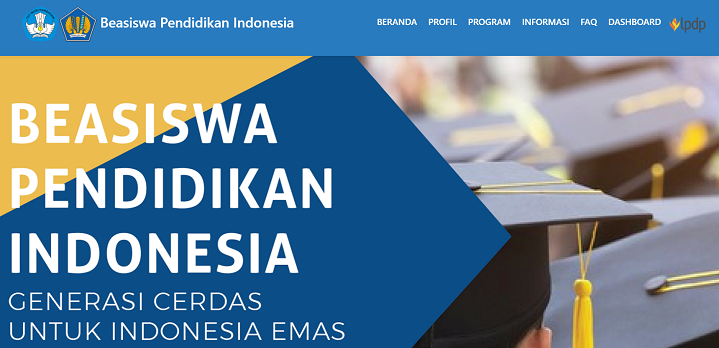 Beasiswa Pendidikan Indonesia
BERANDA PROFIL PROGRAM INFORMASI FAQ DASHBOARD lpdp
BEASISWA
PENDIDIKAN
INDONESIA
GENERASI CERDAS
UNTUK INDONESIA EMAS